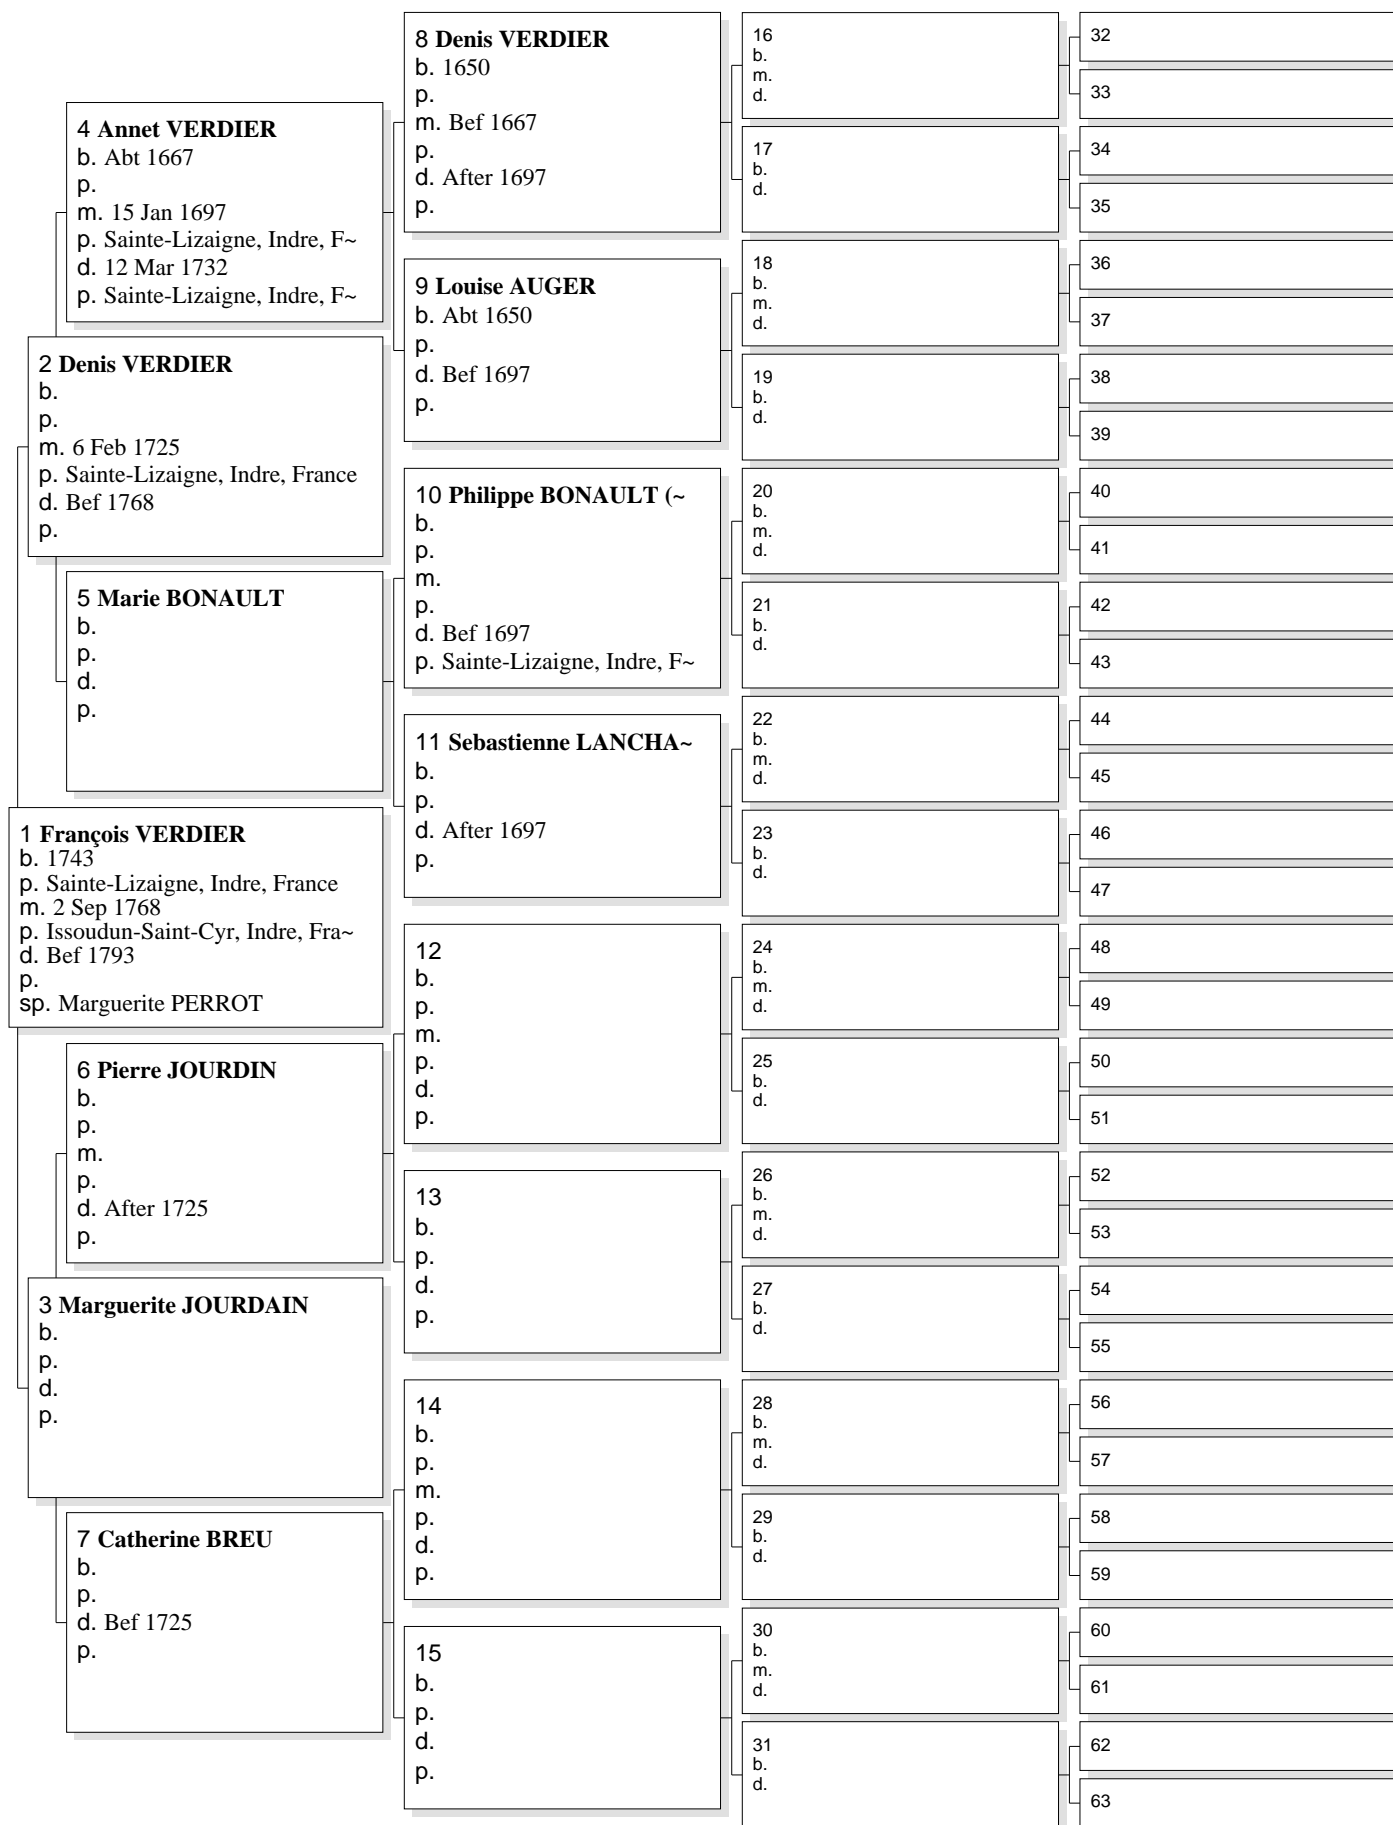 8 Denis VERDIER
b. 1650
p.
m. Bef 1667
p.
d. After 1697
p.
4 Annet VERDIER
b. Abt 1667
p.
m. 15 Jan 1697
p. Sainte-Lizaigne, Indre, F~
d. 12 Mar 1732
p. Sainte-Lizaigne, Indre, F~
9 Louise AUGER
b. Abt 1650
p.
d. Bef 1697
p.
2 Denis VERDIER
b.
p.
m. 6 Feb 1725
p. Sainte-Lizaigne, Indre, France
d. Bef 1768
p.
10 Philippe BONAULT (~
b.
p.
m.
p.
d. Bef 1697
p. Sainte-Lizaigne, Indre, F~
5 Marie BONAULT
b.
p.
d.
p.
11 Sebastienne LANCHA~
b.
p.
d. After 1697
p.
1 François VERDIER
b. 1743
p. Sainte-Lizaigne, Indre, France
m. 2 Sep 1768
p. Issoudun-Saint-Cyr, Indre, Fra~
d. Bef 1793
p.
sp. Marguerite PERROT
12
b.
p.
m.
p.
d.
p.
6 Pierre JOURDIN
b.
p.
m.
p.
d. After 1725
p.
13
b.
p.
d.
p.
3 Marguerite JOURDAIN
b.
p.
d.
p.
14
b.
p.
m.
p.
d.
p.
7 Catherine BREU
b.
p.
d. Bef 1725
p.
15
b.
p.
d.
p.
16
b.
m.
d.
17
b.
d.
18
b.
m.
d.
19
b.
d.
20
b.
m.
d.
21
b.
d.
22
b.
m.
d.
23
b.
d.
24
b.
m.
d.
25
b.
d.
26
b.
m.
d.
27
b.
d.
28
b.
m.
d.
29
b.
d.
30
b.
m.
d.
31
b.
d.
32
33
34
35
36
37
38
39
40
41
42
43
44
45
46
47
48
49
50
51
52
53
54
55
56
57
58
59
60
61
62
63